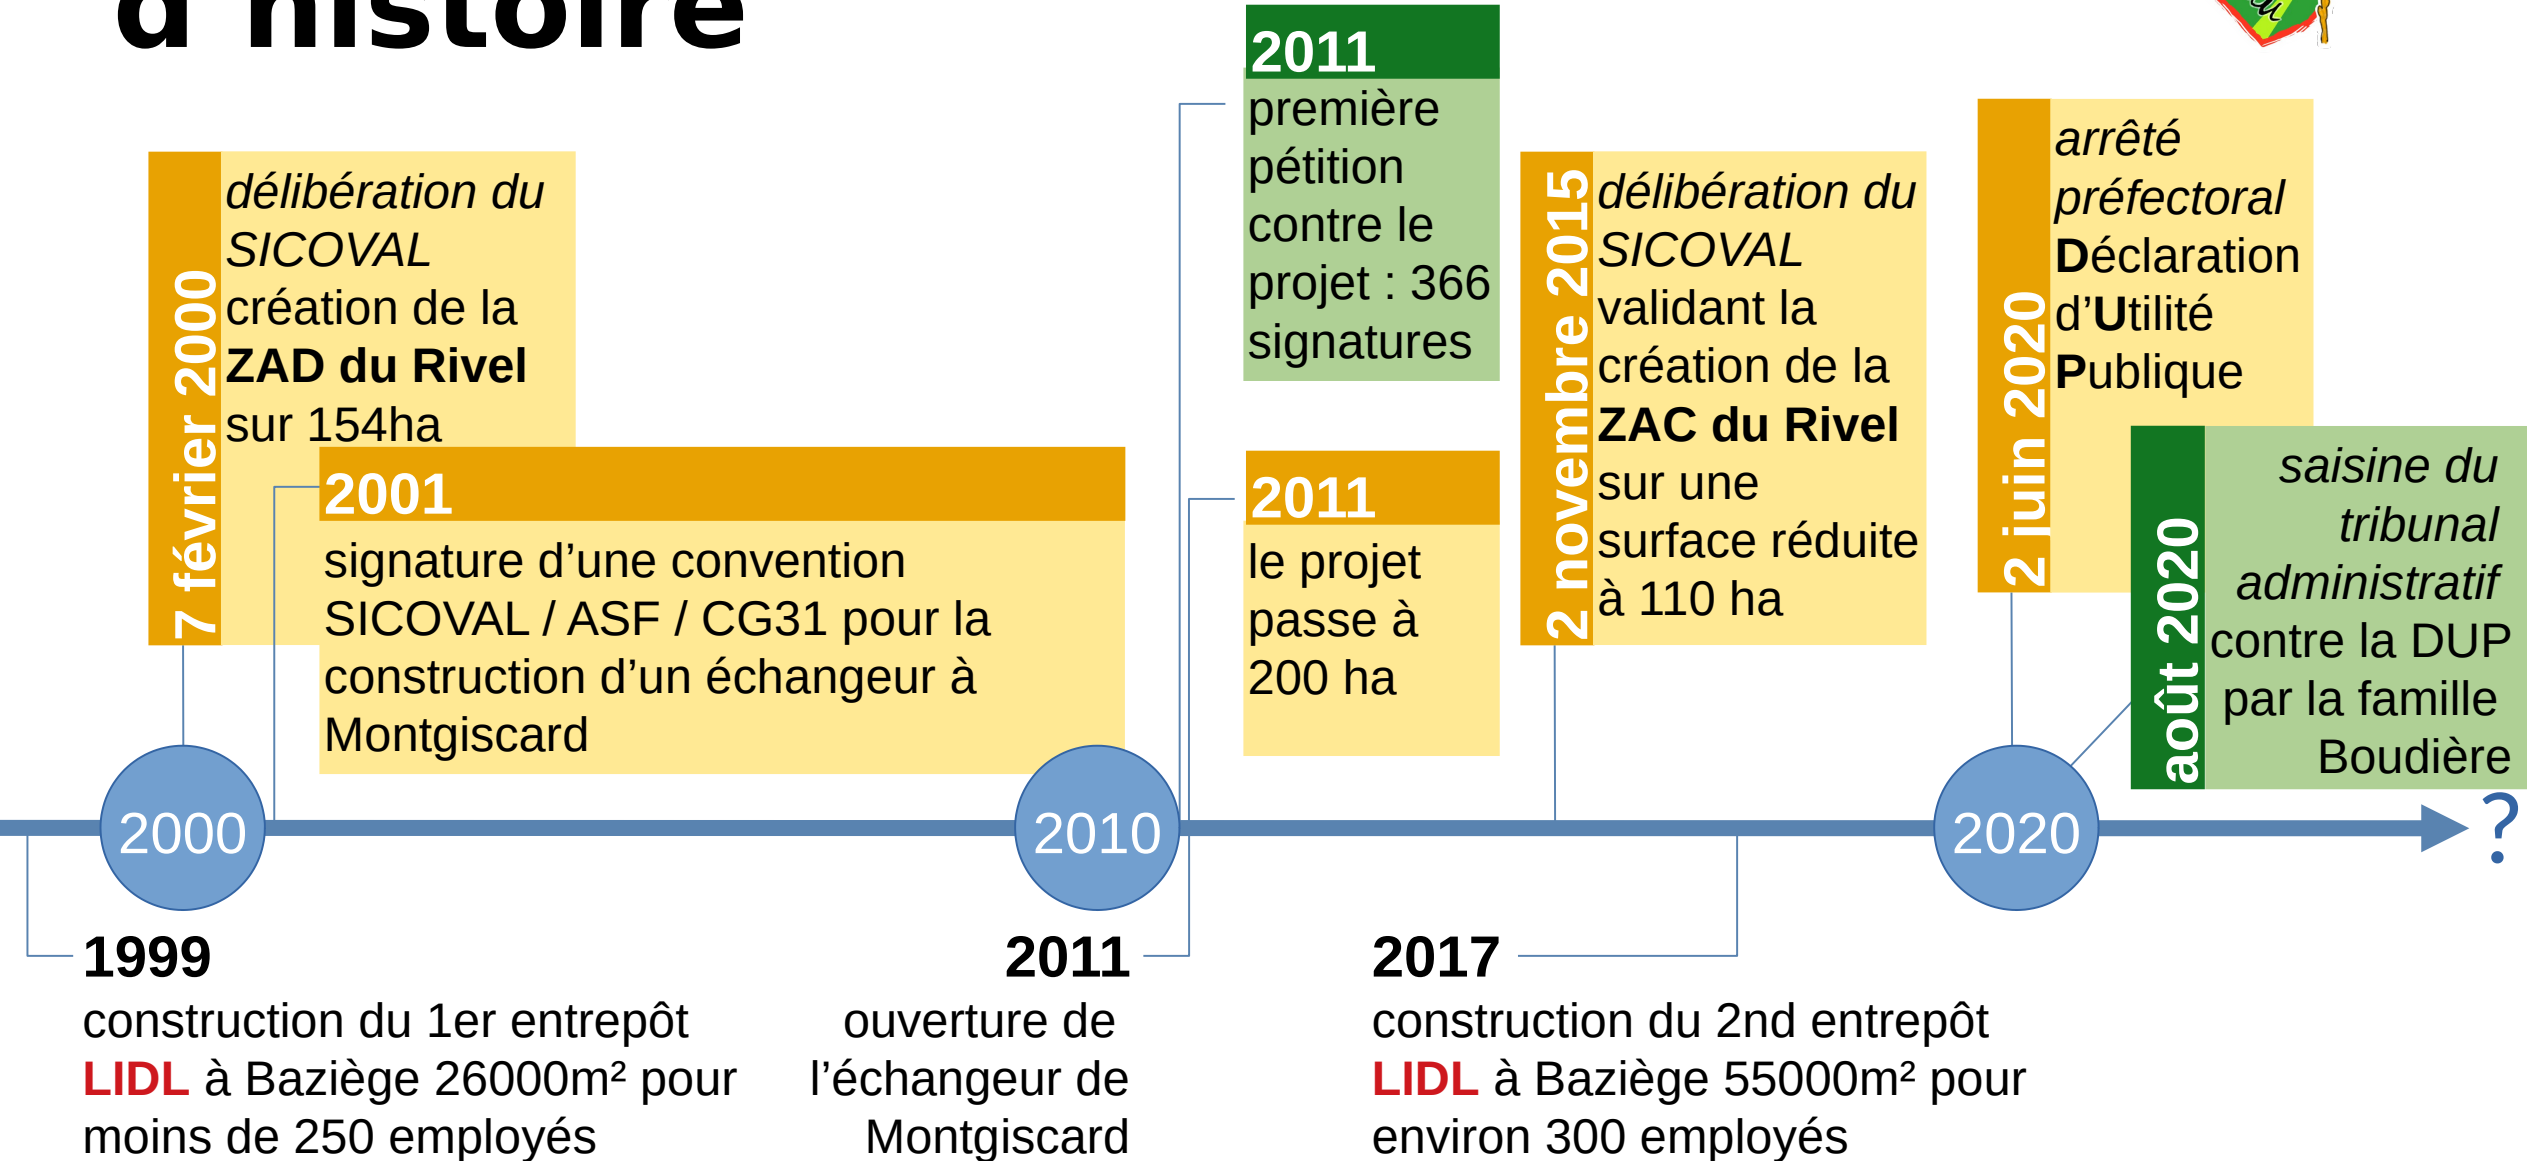 d'histoire
2011
première
pétition
contre le
projet : 366
signatures
7 février 2000
délibération du
SICOVAL
création de la
ZAD du Rivel
sur 154ha
2001
signature d’une convention
SICOVAL / ASF / CG31 pour la
construction d’un échangeur à
Montgiscard
2011
le projet
passe à
200 ha
2 novembre 2015
délibération du
SICOVAL
validant la
création de la
ZAC du Rivel
sur une
surface réduite
à 110 ha
2 juin 2020
arrêté
préfectoral
Déclaration
d’Utilité
Publique
août 2020
saisine du
tribunal
administratif
contre la DUP
par la famille
Boudière
2000
2010
2020
?
1999
construction du 1er entrepôt
LIDL à Baziège 26000m² pour
moins de 250 employés
2011
ouverture de
l’échangeur de
Montgiscard
2017
construction du 2nd entrepôt
LIDL à Baziège 55000m² pour
environ 300 employés